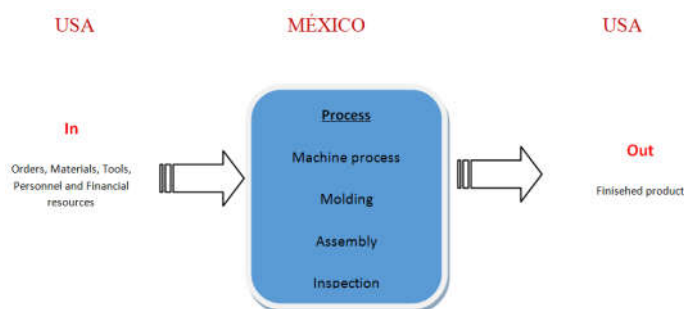 USA
MÉXICO
USA
In
Orders, Materials, Tools,
Personnel and Financial
resources
Process
Machine process
Molding
Assembly
Inspection
Out
Finisehed product